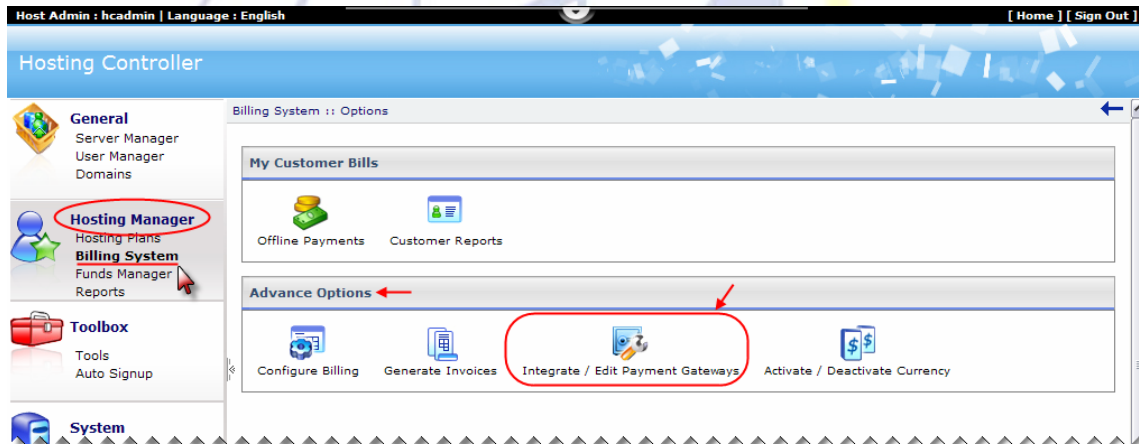 Host Admin : hcadmin | Language : English
[ Home ] [ Sign Out ]
Hosting Controller
General
Server Manager
User Manager
Domains
Hosting Manager
Hosting Plans
Billing System
Funds Manager
Reports
Toolbox
Tools
Auto Signup
System
Billing System :: Options
My Customer Bills
Offline Payments
Customer Reports
Advance Options
Configure Billing
Generate Invoices
Integrate / Edit Payment Gateways
Activate / Deactivate Currency